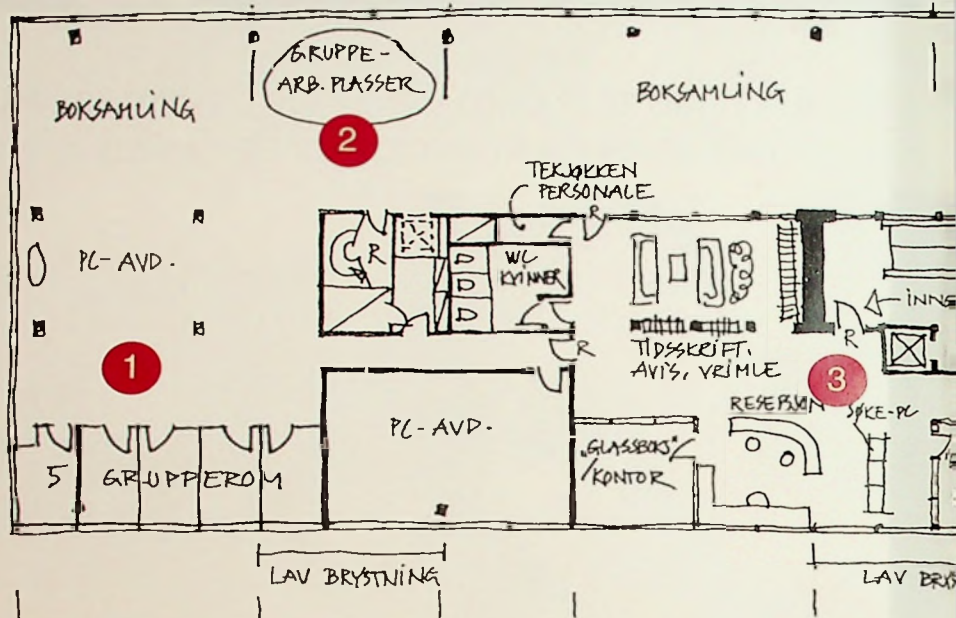 BOKSAMLING
GRUPPE-
ARB. PLASSER
2
BOKSAMLING
TEKJØKKEN
PERSONALE
R
PC-AVD.
R
WC
KVINNER
INNG
R
1
R
TIDSSKRIFT,
AVIS, VRIMLE
3
RESEPSJON
SØKE-PC
PC-AVD.
"GLASSBOKS"/
/KONTOR
5 GRUPPEROM
LAV BRYSTNING
LAV BRYS